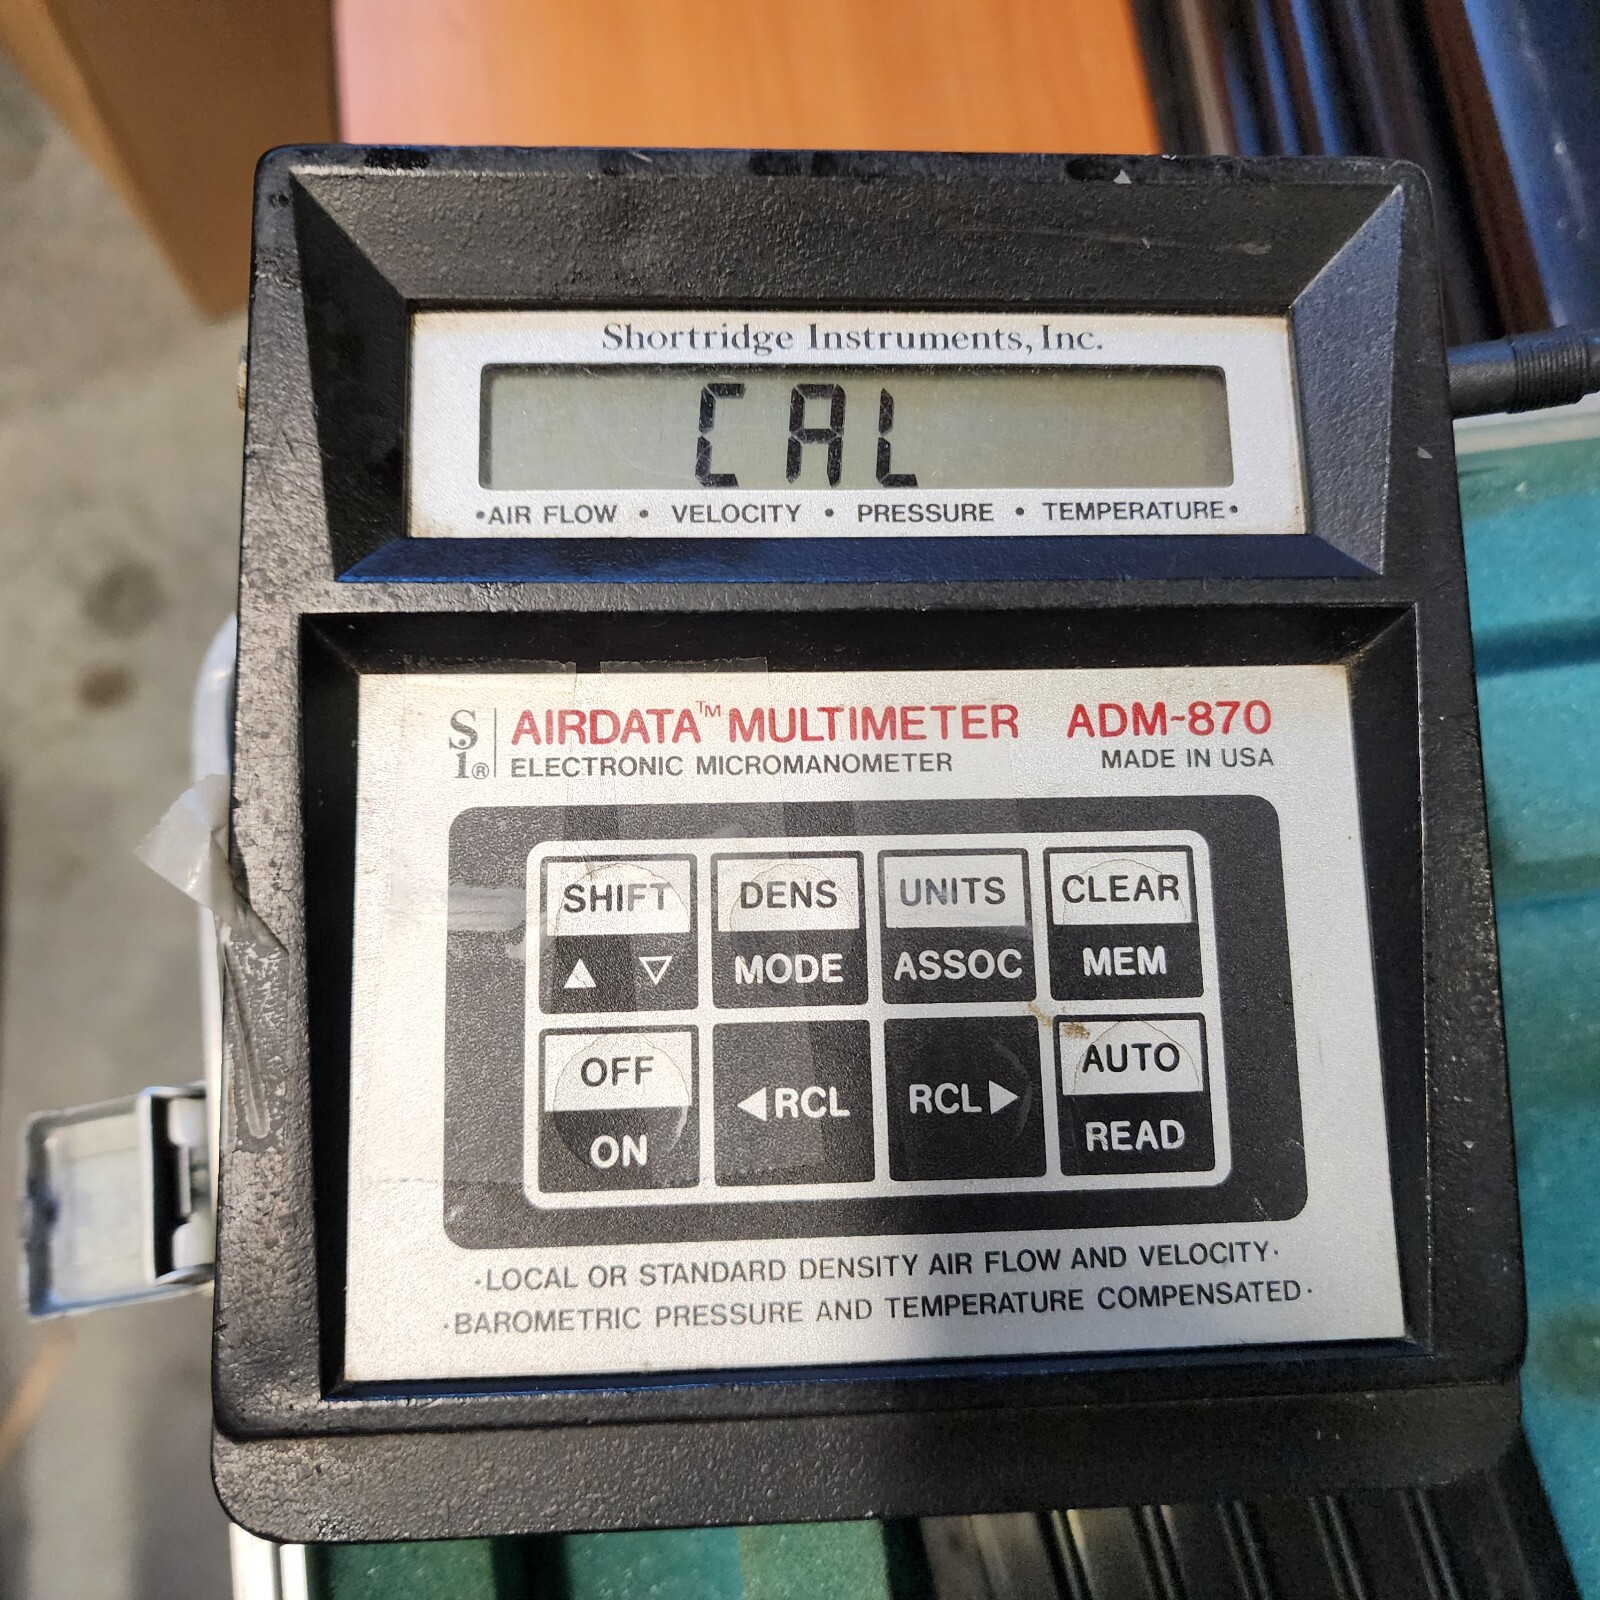 Shortridge Instruments, Inc.
CAL
•AIR FLOW • VELOCITY • PRESSURE • TEMPERATURE•
Si® AIRDATA™ MULTIMETER ADM-870
ELECTRONIC MICROMANOMETER MADE IN USA
SHIFT DENS UNITS CLEAR
▲ ▽ MODE ASSOC MEM
OFF ◀RCL RCL▶ AUTO
ON READ
·LOCAL OR STANDARD DENSITY AIR FLOW AND VELOCITY·
·BAROMETRIC PRESSURE AND TEMPERATURE COMPENSATED·